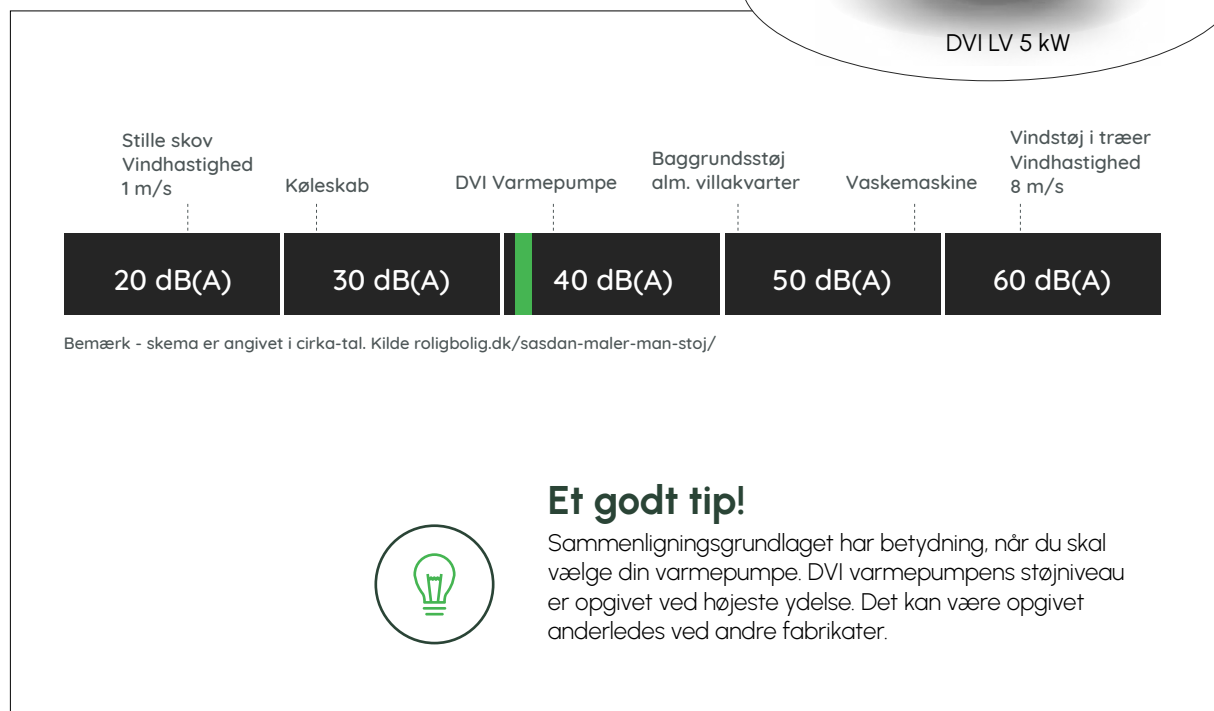 DVI LV 5 kW
Stille skov
Vindhastighed
1 m/s
Køleskab
DVI Varmepumpe
Baggrundsstøj
alm. villakvarter
Vaskemaskine
Vindstøj i træer
Vindhastighed
8 m/s
20 dB(A)
30 dB(A)
40 dB(A)
50 dB(A)
60 dB(A)
Bemærk - skema er angivet i cirka-tal. Kilde roligbolig.dk/sasdan-maler-man-stoj/
Et godt tip!
Sammenligningsgrundlaget har betydning, når du skal
vælge din varmepumpe. DVI varmepumpens støjniveau
er opgivet ved højeste ydelse. Det kan være opgivet
anderledes ved andre fabrikater.